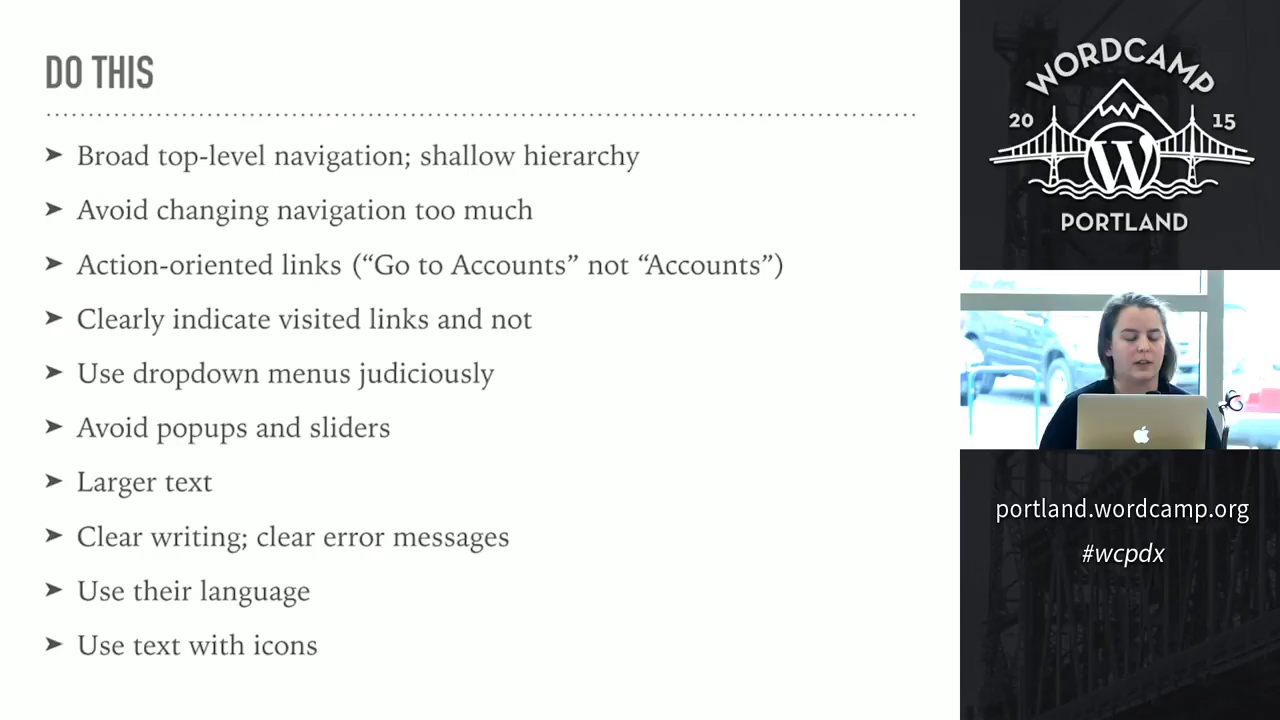 DO THIS
➤ Broad top-level navigation; shallow hierarchy
➤ Avoid changing navigation too much
➤ Action-oriented links (“Go to Accounts” not “Accounts”)
➤ Clearly indicate visited links and not
➤ Use dropdown menus judiciously
➤ Avoid popups and sliders
➤ Larger text
➤ Clear writing; clear error messages
➤ Use their language
➤ Use text with icons
WORDCAMP
20 15
W
PORTLAND
portland.wordcamp.org
#wcpdx